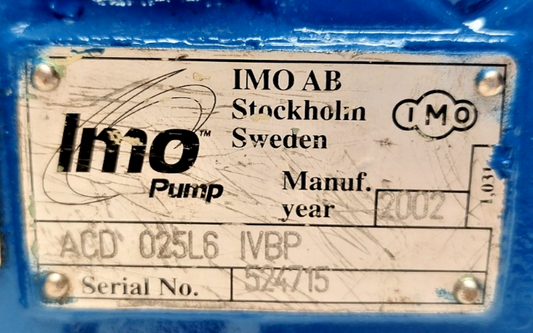 IMO AB
Stockholm
Sweden
Imo™
Pump
IMO
Manuf.
year
2002
ACD 025L6 IVBP
Serial No.
524715